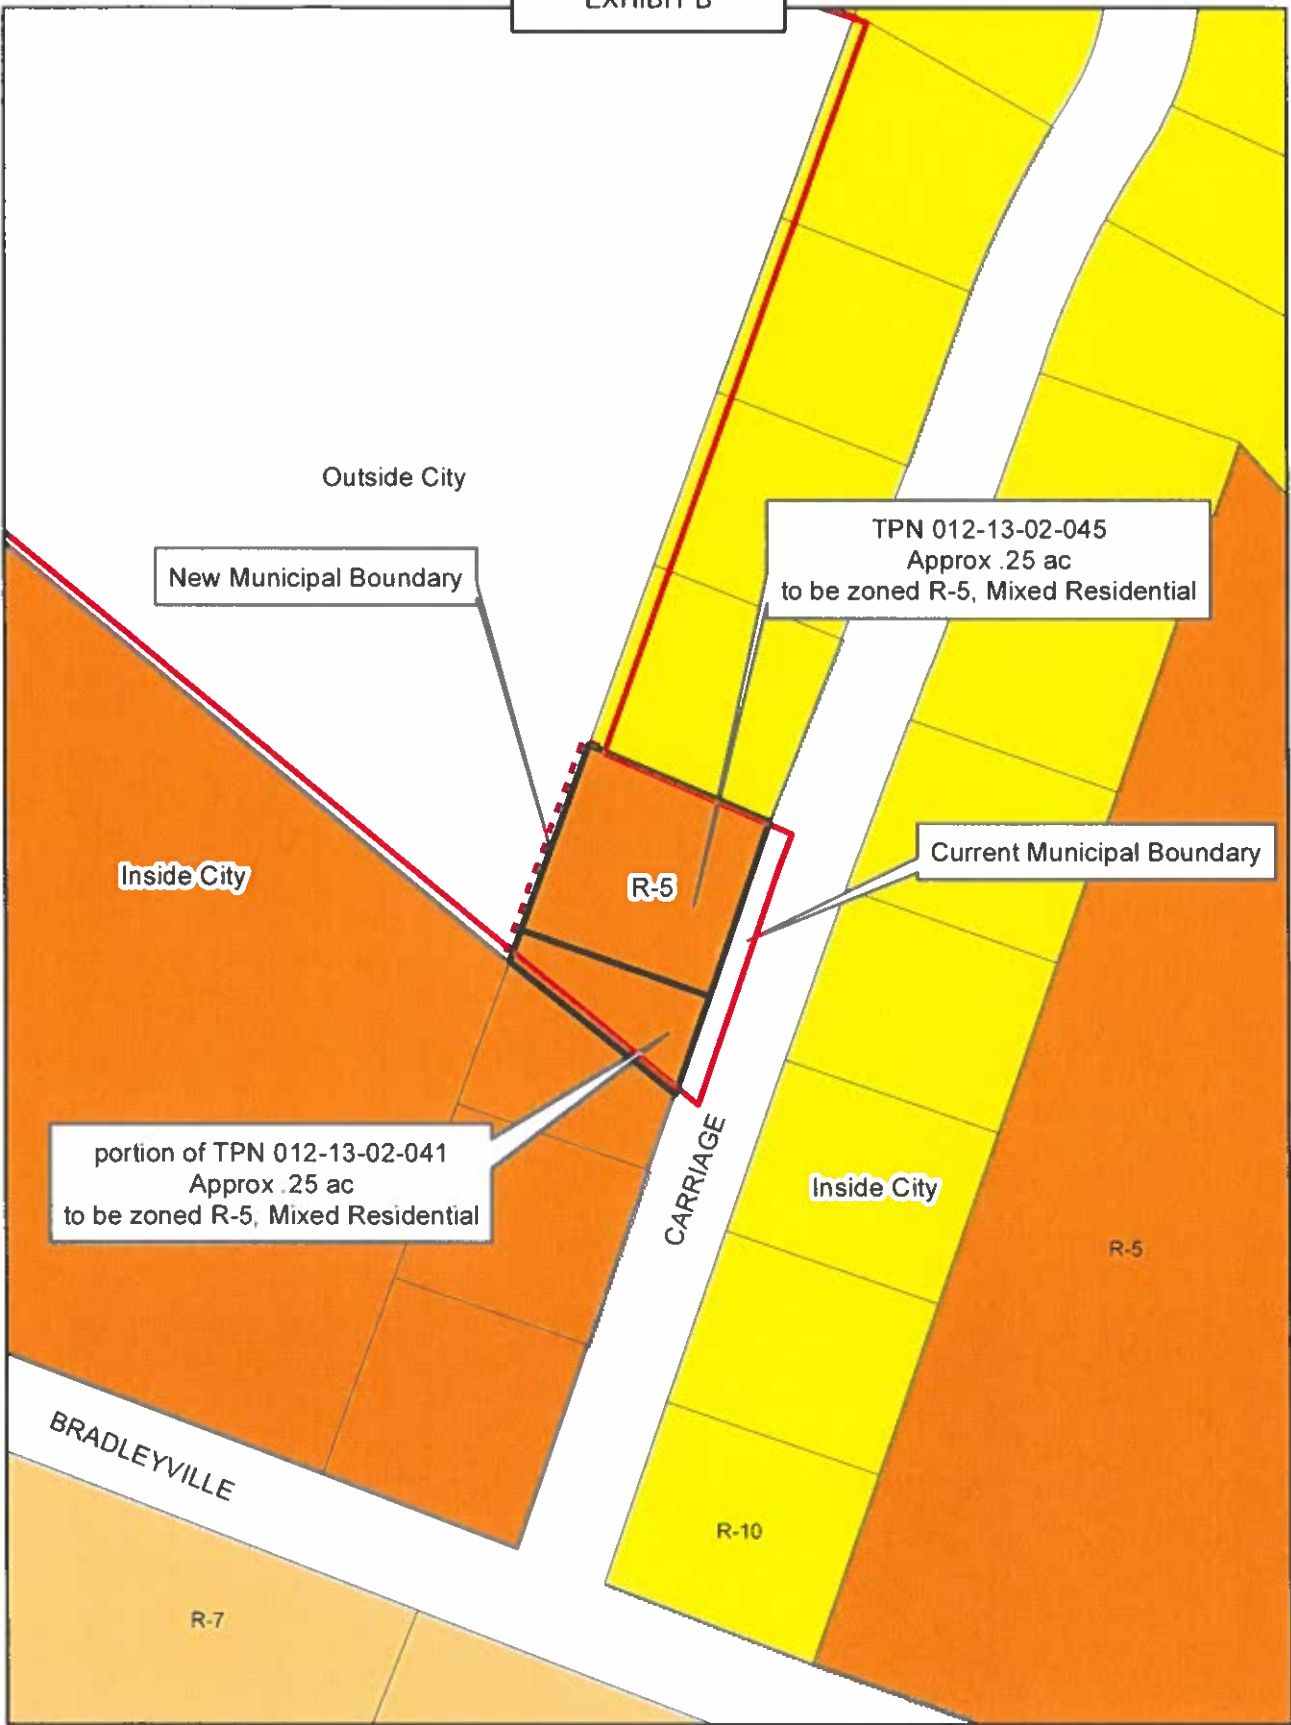 EXHIBIT B
Outside City
TPN 012-13-02-045
Approx .25 ac
to be zoned R-5, Mixed Residential
New Municipal Boundary
Current Municipal Boundary
Inside City
R-5
portion of TPN 012-13-02-041
Approx .25 ac
to be zoned R-5, Mixed Residential
CARRIAGE
Inside City
R-5
BRADLEYVILLE
R-10
R-7